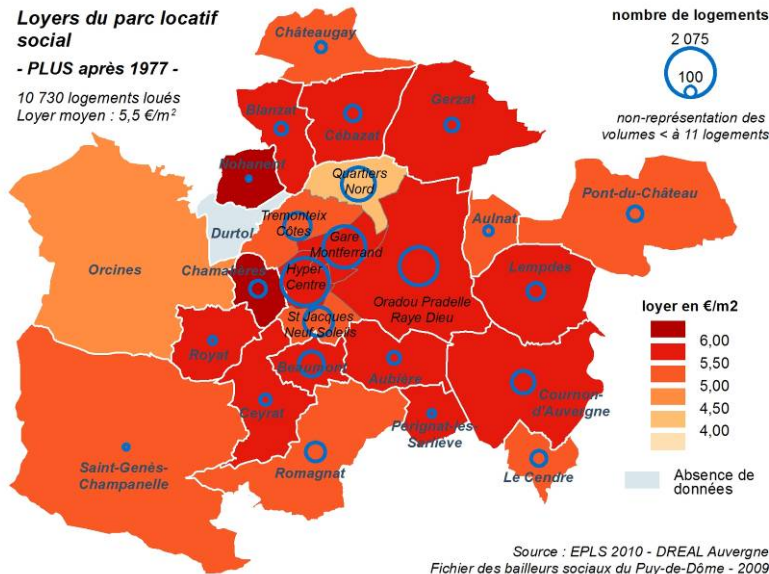 Loyers du parc locatif
social
- PLUS après 1977 -
10 730 logements loués
Loyer moyen : 5,5 €/m²
nombre de logements
2 075
100
non-représentation des
volumes < à 11 logements
Châteaugay
Blanzat
Cébazat
Gerzat
Nohanent
Quartiers
Nord
Pont-du-Château
Durtol
Trémonteix
Côtes
Aulnat
Gare
Montferrand
Orcines
Chamalières
Hyper
Centre
Lempdes
Oradou Pradelle
Raye Dieu
St Jacques
Neuf Soleils
Royat
Beaumont
Aubière
Cournon-
d'Auvergne
Ceyrat
Pérignat-lès-
Sarliève
Saint-Genès-
Champanelle
Romagnat
Le Cendre
loyer en €/m2
6,00
5,50
5,00
4,50
4,00
Absence de
données
Source : EPLS 2010 - DREAL Auvergne
Fichier des bailleurs sociaux du Puy-de-Dôme - 2009